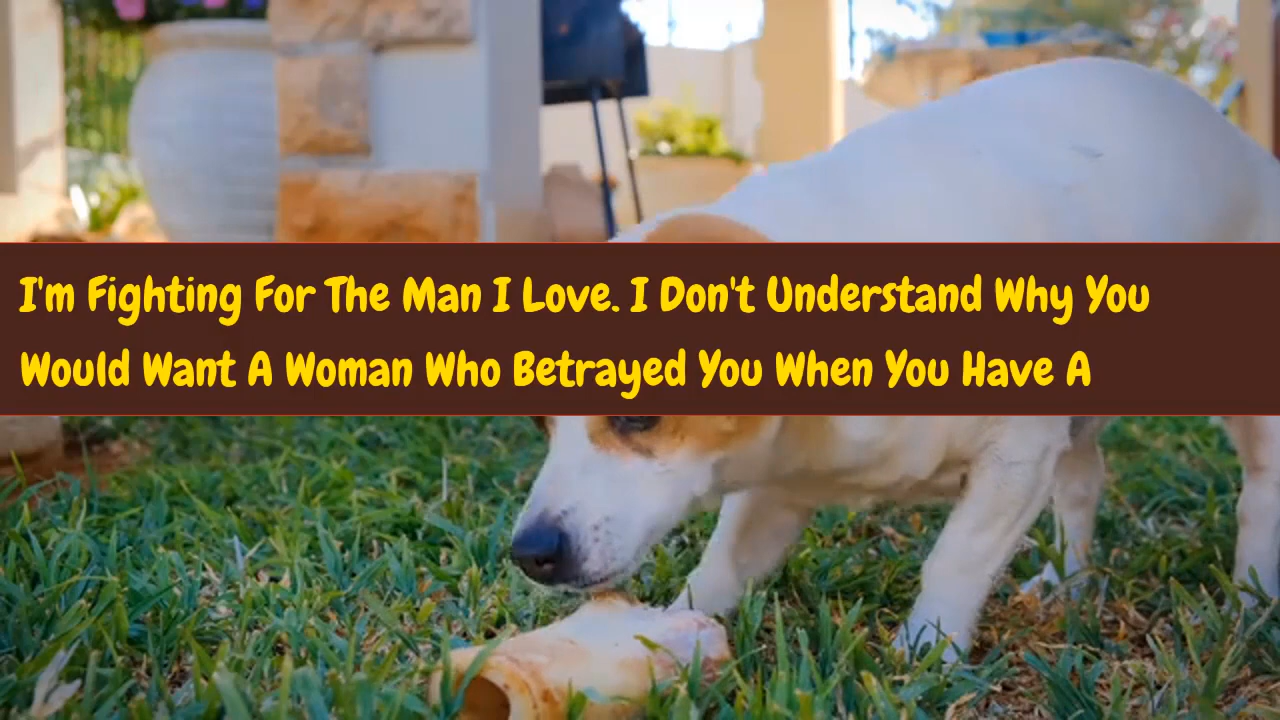 I'm Fighting For The Man I Love. I Don't Understand Why You
Would Want A Woman Who Betrayed You When You Have A